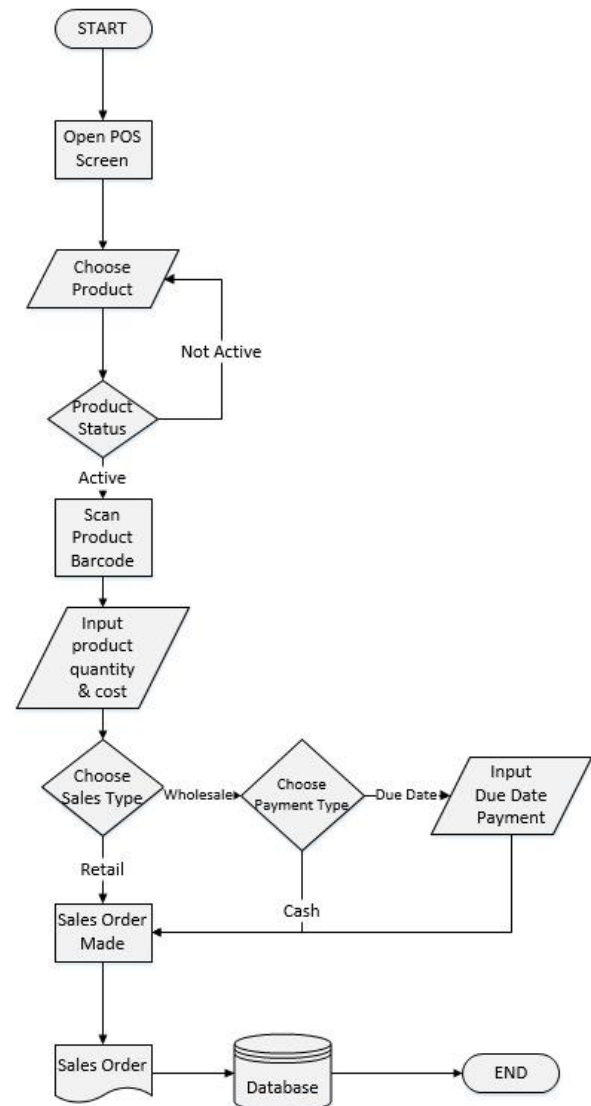 START
Open POS
Screen
Choose
Product
Not Active
Product
Status
Active
Scan
Product
Barcode
Input
product
quantity
& cost
Choose
Sales Type
Wholesale
Choose
Payment Type
Due Date
Input
Due Date
Payment
Retail
Cash
Sales Order
Made
Sales Order
Database
END